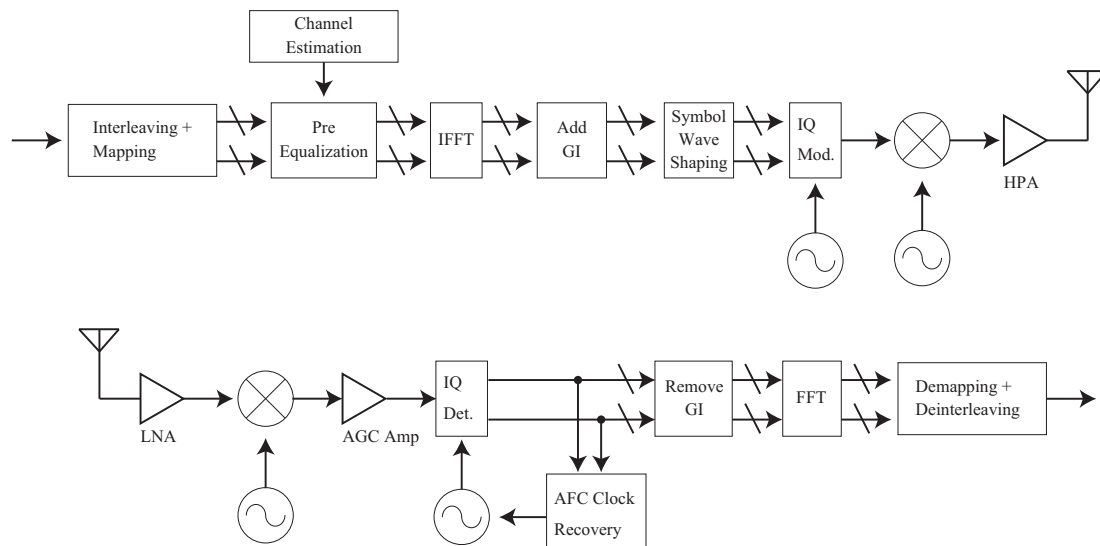 Channel
Estimation
Interleaving +
Mapping
Pre
Equalization
IFFT
Add
GI
Symbol
Wave
Shaping
IQ
Mod.
HPA
LNA
AGC Amp
IQ
Det.
Remove
GI
FFT
Demapping +
Deinterleaving
AFC Clock
Recovery